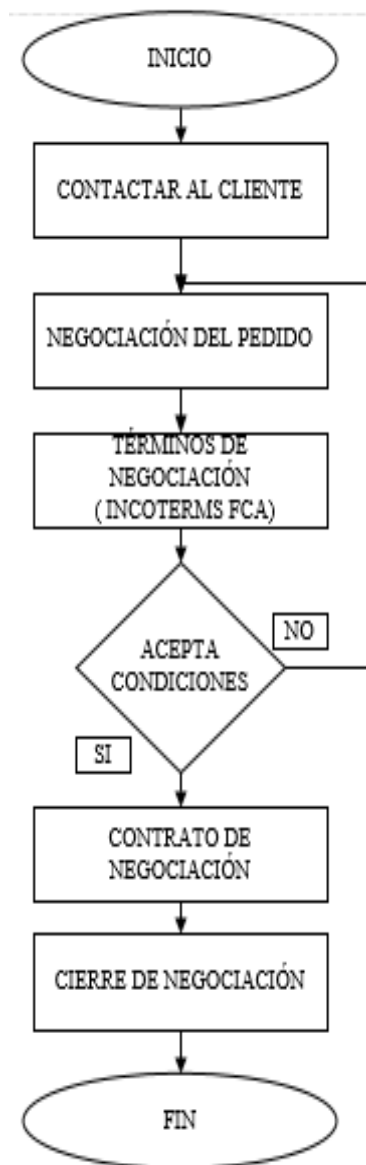 INICIO
CONTACTAR AL CLIENTE
NEGOCIACIÓN DEL PEDIDO
TÉRMINOS DE
NEGOCIACIÓN
( INCOTERMS FCA)
NO
ACEPTA
CONDICIONES
SI
CONTRATO DE
NEGOCIACIÓN
CIERRE DE NEGOCIACIÓN
FIN